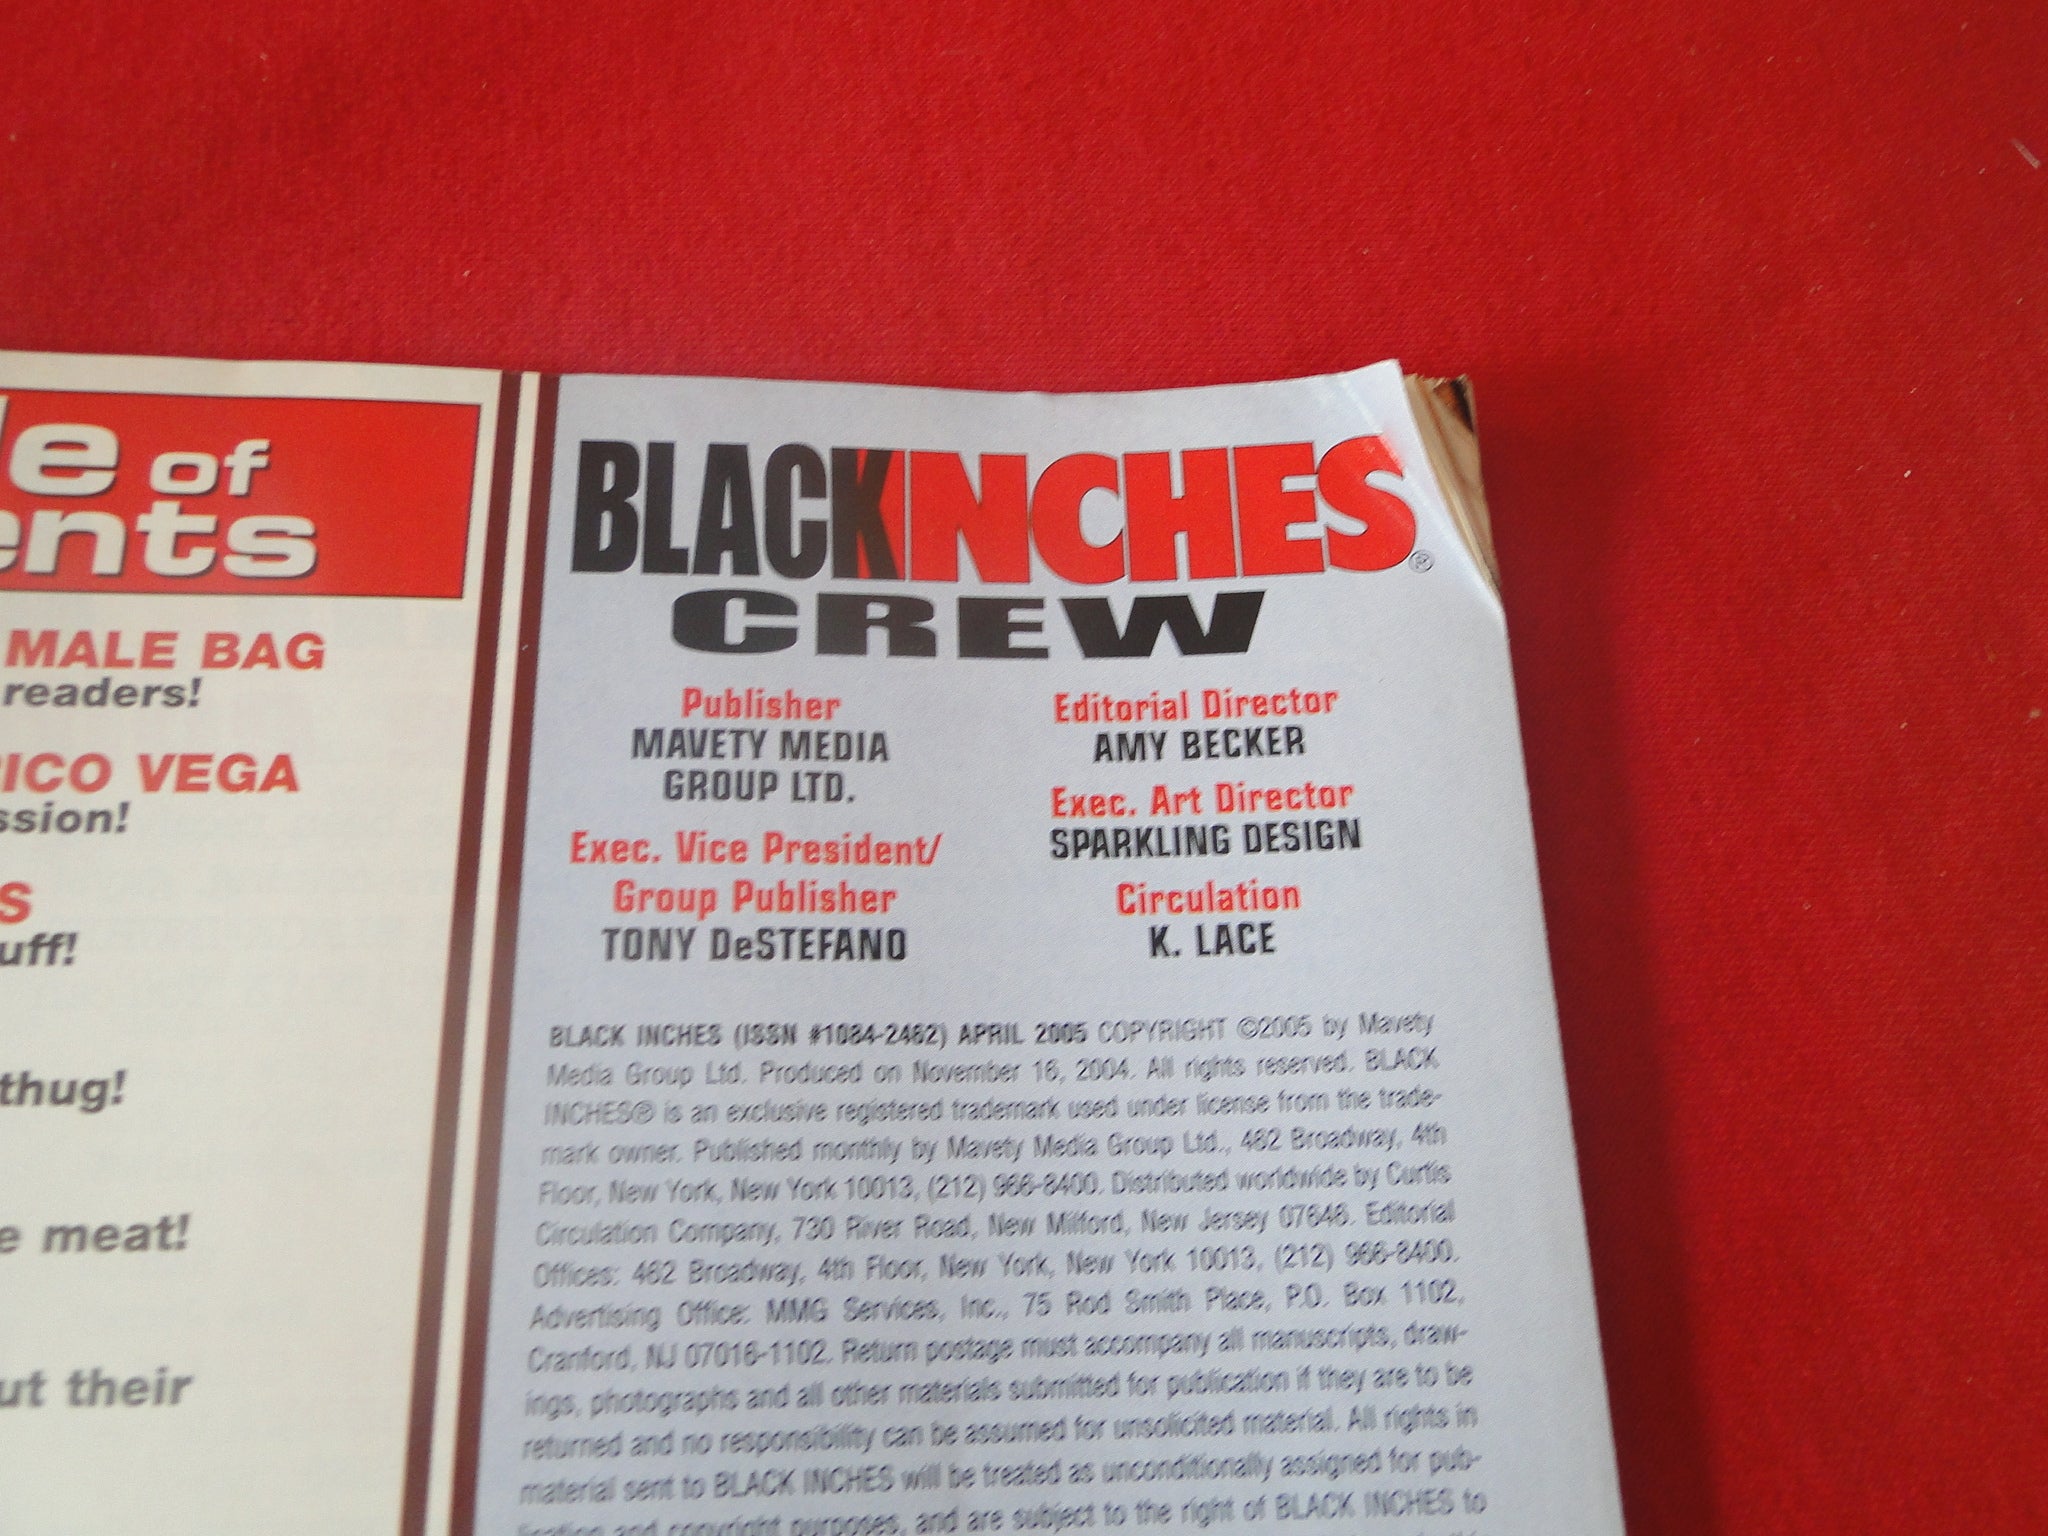 le of
ents
MALE BAG
readers!
ICO VEGA
ssion!
S
uff!
thug!
e meat!
ut their
BLACKINCHES®
CREW
Publisher
MAVETY MEDIA
GROUP LTD.
Exec. Vice President/
Group Publisher
TONY DeSTEFANO
Editorial Director
AMY BECKER
Exec. Art Director
SPARKLING DESIGN
Circulation
K. LACE
BLACK INCHES (ISSN #1084-2462) APRIL 2005 COPYRIGHT ©2005 by Mavety
Media Group Ltd. Produced on November 16, 2004. All rights reserved. BLACK
INCHES® is an exclusive registered trademark used under license from the trade-
mark owner. Published monthly by Mavety Media Group Ltd., 462 Broadway, 4th
Floor, New York, New York 10013, (212) 966-8400. Distributed worldwide by Curtis
Circulation Company, 730 River Road, New Milford, New Jersey 07646. Editorial
Offices: 462 Broadway, 4th Floor, New York, New York 10013, (212) 966-8400.
Advertising Office: MMG Services, Inc., 75 Rod Smith Place, P.O. Box 1102,
Cranford, NJ 07016-1102. Return postage must accompany all manuscripts, draw-
ings, photographs and all other materials submitted for publication if they are to be
returned and no responsibility can be assumed for unsolicited material. All rights in
material sent to BLACK INCHES will be treated as unconditionally assigned for pub-
lication and copyright purposes, and are subject to the right of BLACK INCHES to